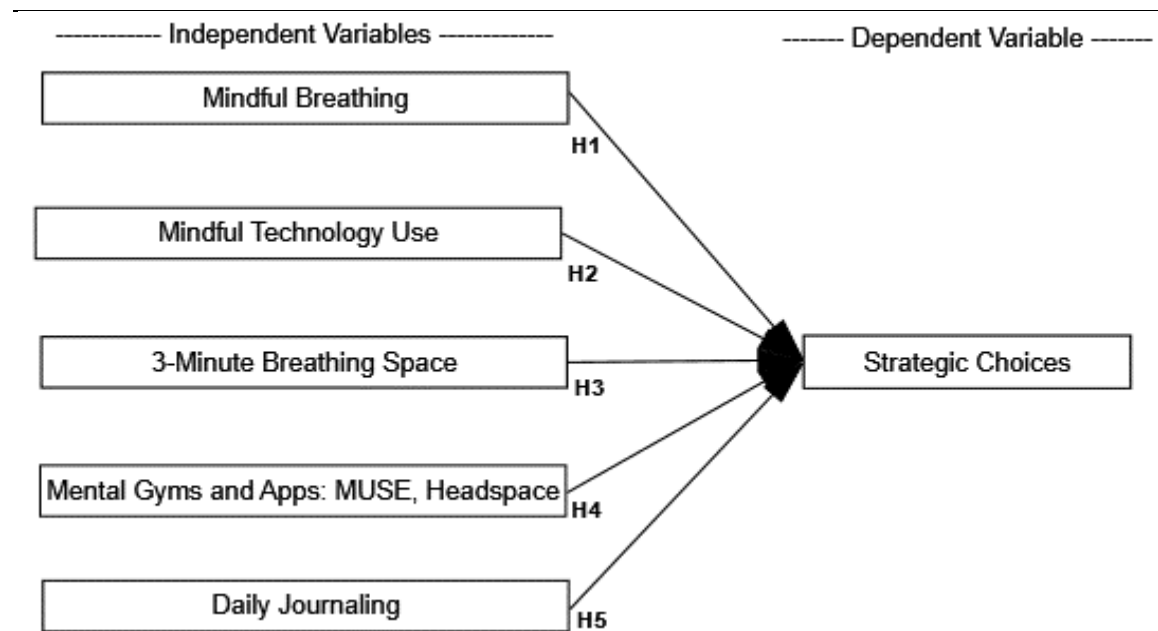 ------------ Independent Variables -------------
------- Dependent Variable -------
Mindful Breathing
H1
Mindful Technology Use
H2
3-Minute Breathing Space
H3
Strategic Choices
Mental Gyms and Apps: MUSE, Headspace
H4
Daily Journaling
H5